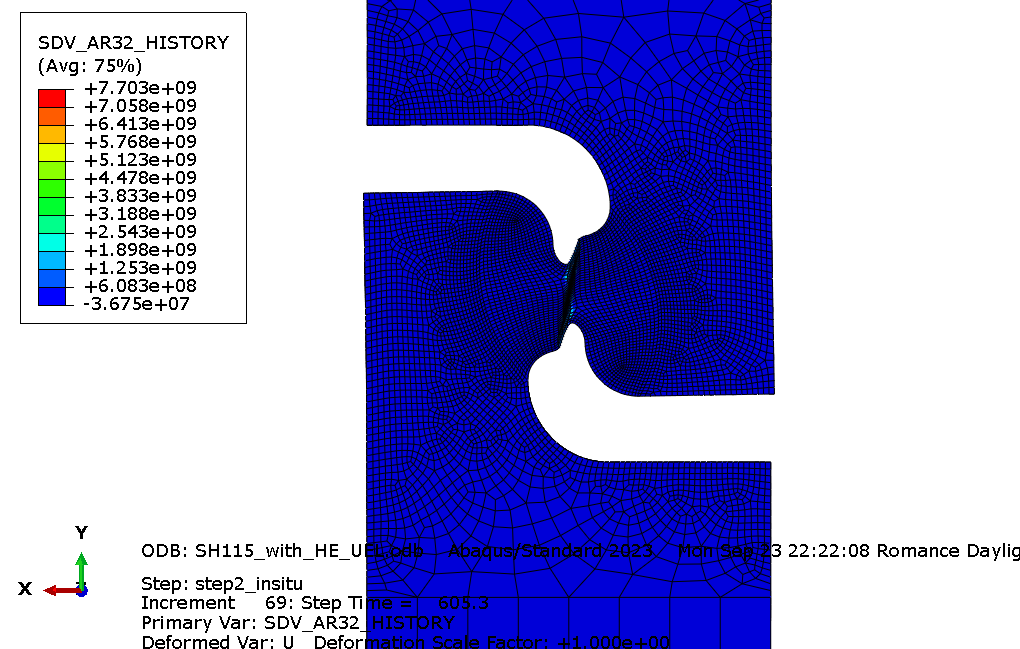 SDV_AR32_HISTORY
(Avg: 75%)
+7.703e+09
+7.058e+09
+6.413e+09
+5.768e+09
+5.123e+09
+4.478e+09
+3.833e+09
+3.188e+09
+2.543e+09
+1.898e+09
+1.253e+09
+6.083e+08
-3.675e+07
Y
X
ODB: SH115_with_HE_UEL.odb Abaqus/Standard 2023 Mon Sep 23 22:22:08 Romance Daylig
Step: step2_insitu
Increment 69: Step Time = 605.3
Primary Var: SDV_AR32_HISTORY
Deformed Var: U Deformation Scale Factor: +1.000e+00